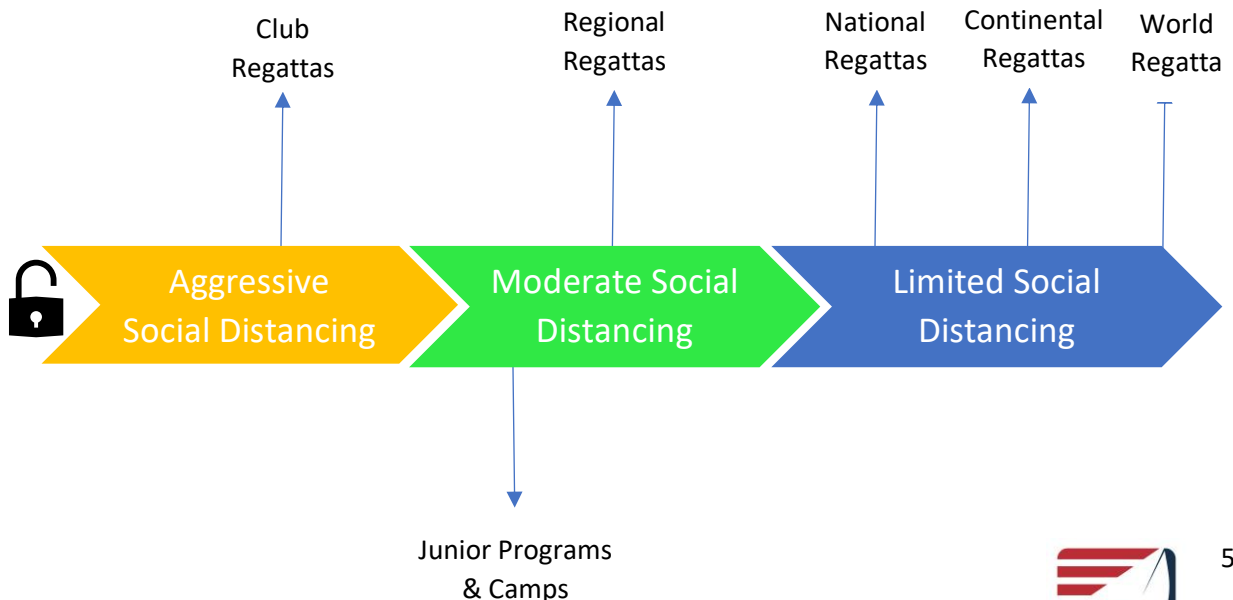 Club
Regattas
Regional
Regattas
National
Regattas
Continental
Regattas
World
Regatta
Aggressive
Social Distancing
Moderate Social
Distancing
Limited Social
Distancing
Junior Programs
& Camps
5